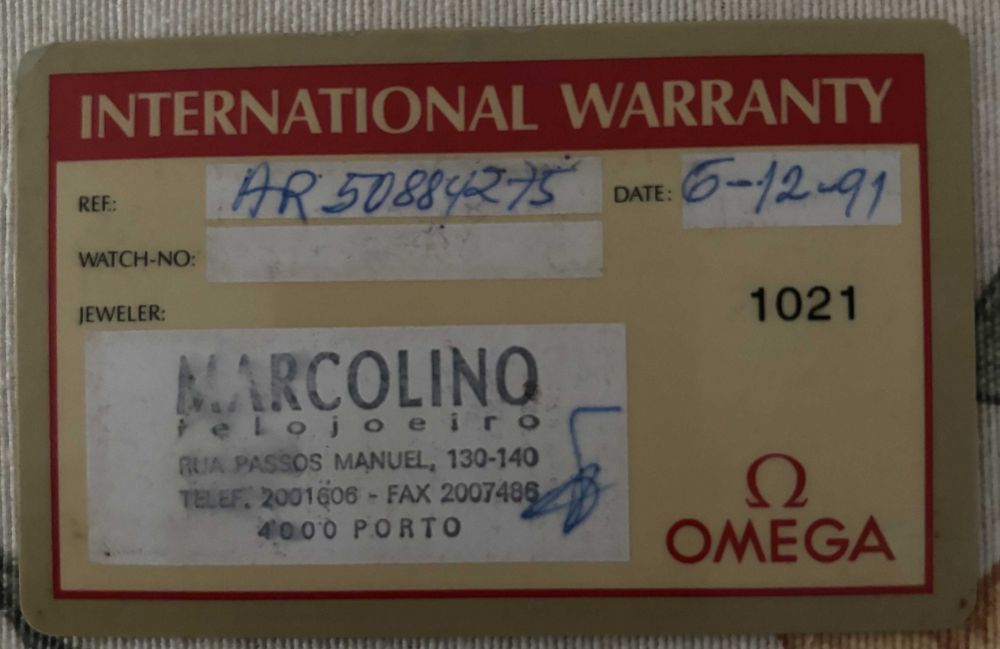 INTERNATIONAL WARRANTY
REF.: AR 50884275 DATE: 6-12-91
WATCH-NO:
1021
JEWELER:
MARCOLINO
relojoeiro
RUA PASSOS MANUEL, 130-140
TELEF. 2001606 - FAX 2007486
4000 PORTO
Ω
OMEGA